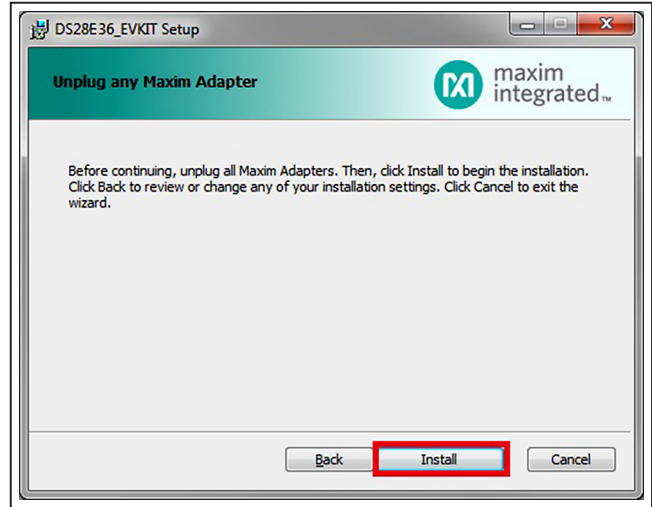 DS28E36_EVKIT Setup
Unplug any Maxim Adapter
maxim
integrated™
Before continuing, unplug all Maxim Adapters. Then, click Install to begin the installation.
Click Back to review or change any of your installation settings. Click Cancel to exit the
wizard.
Back
Install
Cancel